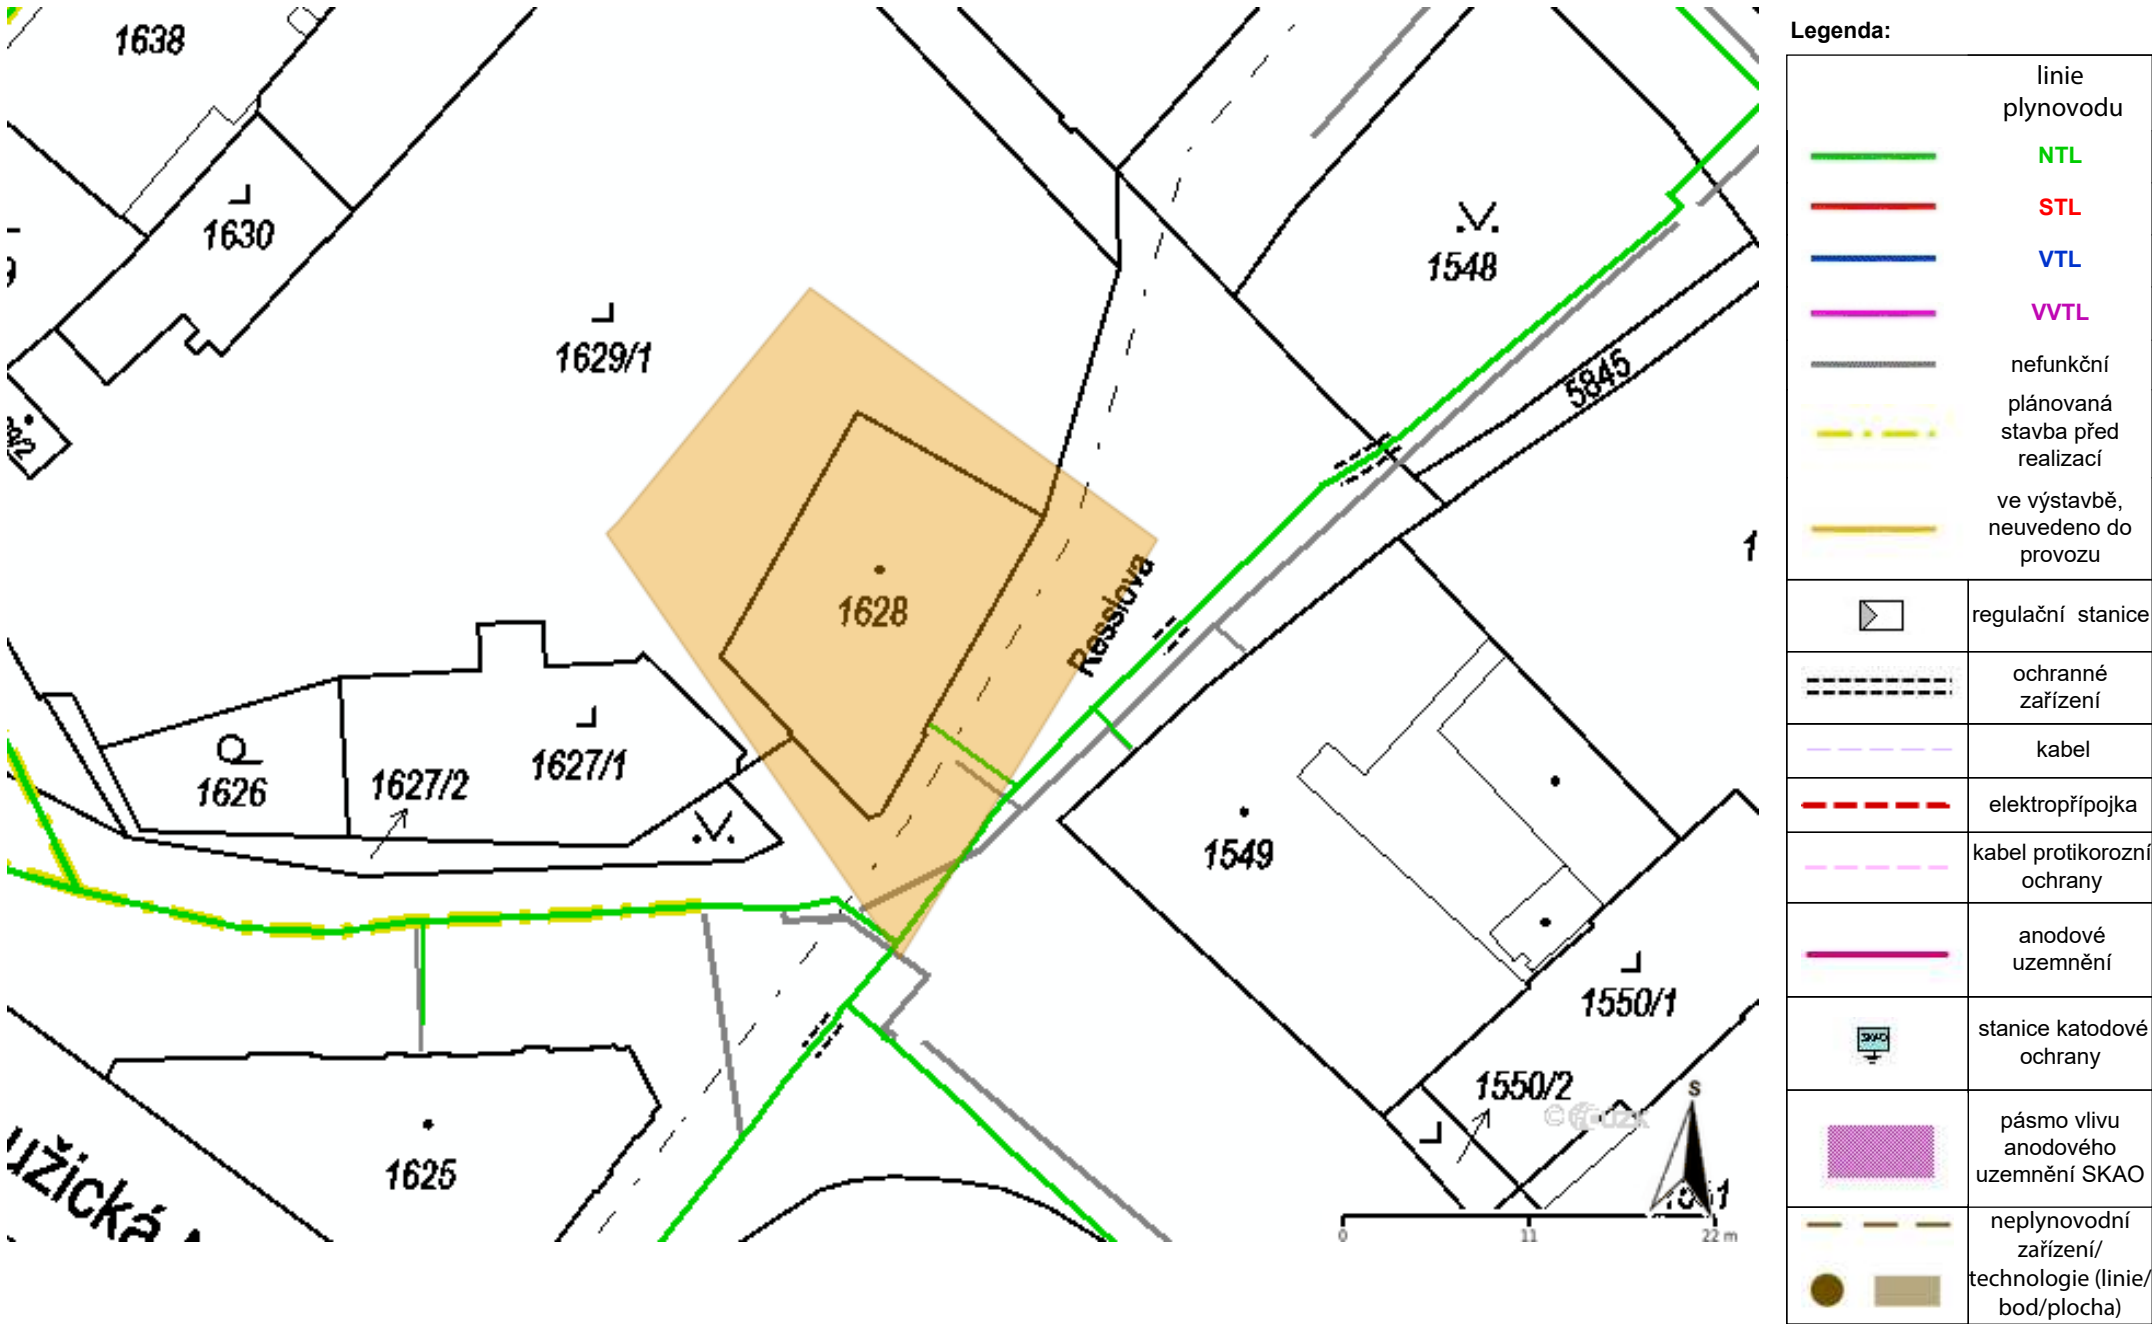 1638
1630
1629/1
1548
5845
1628
Resslova
1627/1
1626
1627/2
1549
1550/1
1550/2
1625
užická
S
0 11 22 m
Legenda:
linie
plynovodu
NTL
STL
VTL
VVTL
nefunkční
plánovaná
stavba před
realizací
ve výstavbě,
neuvedeno do
provozu
regulační stanice
ochranné
zařízení
kabel
elektropřípojka
kabel protikorozní
ochrany
anodové
uzemnění
SKAO
stanice katodové
ochrany
pásmo vlivu
anodového
uzemnění SKAO
neplynovodní
zařízení/
technologie (linie/
bod/plocha)